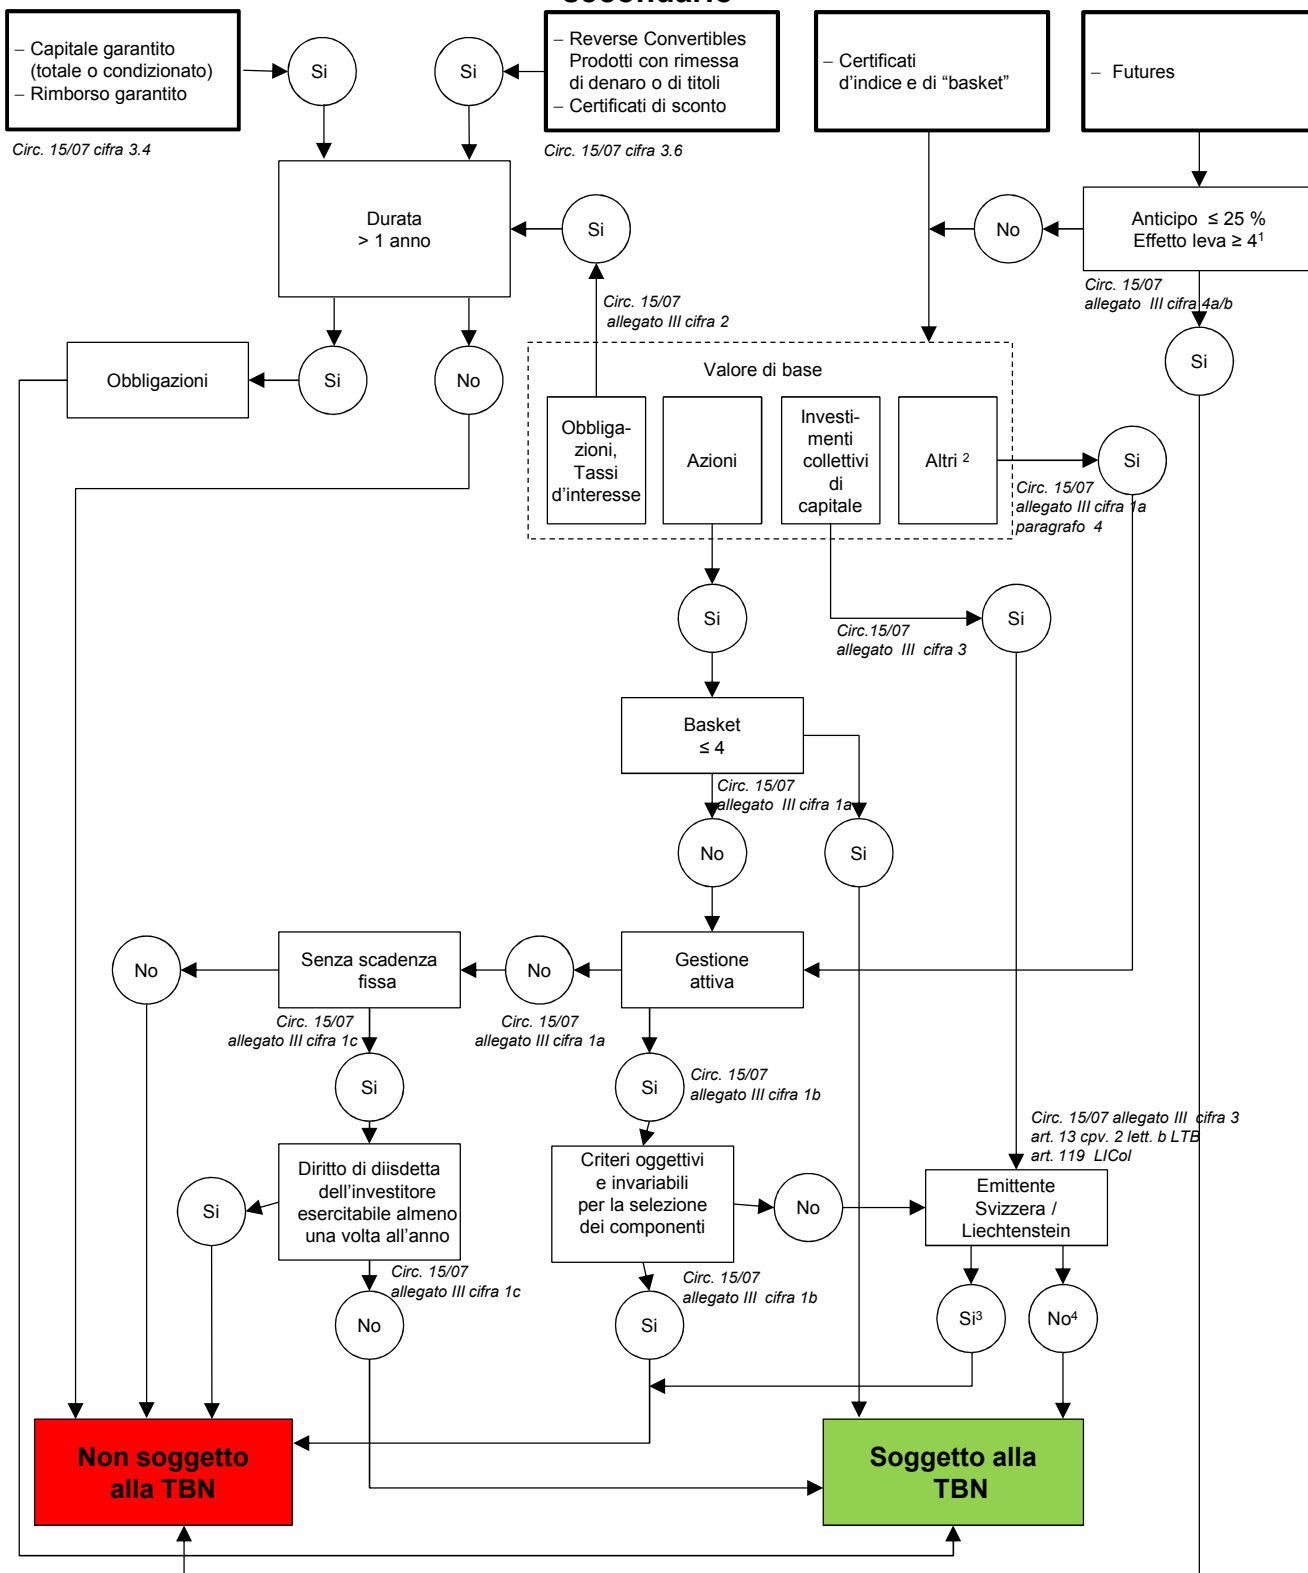 secondario
– Capitale garantito
(totale o condizionato)
– Rimborso garantito
Si
Si
– Reverse Convertibles
Prodotti con rimessa
di denaro o di titoli
– Certificati di sconto
– Certificati
d’indice e di “basket”
– Futures
Circ. 15/07 cifra 3.4
Circ. 15/07 cifra 3.6
Durata
> 1 anno
Si
No
Anticipo ≤ 25 %
Effetto leva ≥ 4¹
Circ. 15/07
allegato III cifra 2
Circ. 15/07
allegato III cifra 4a/b
Obbligazioni
Si
No
Si
Valore di base
Obbliga-
zioni,
Tassi
d’interesse
Azioni
Investi-
menti
collettivi
di
capitale
Altri ²
Si
Circ. 15/07
allegato III cifra 1a
paragrafo 4
Si
Si
Circ.15/07
allegato III cifra 3
Basket
≤ 4
Circ. 15/07
allegato III cifra 1a
No
Si
No
Senza scadenza
fissa
No
Gestione
attiva
Circ. 15/07
allegato III cifra 1c
Circ. 15/07
allegato III cifra 1a
Si
Si
Circ. 15/07
allegato III cifra 1b
Circ. 15/07 allegato III cifra 3
art. 13 cpv. 2 lett. b LTB
art. 119 LICol
Si
Diritto di diisdetta
dell’investitore
esercitabile almeno
una volta all’anno
Criteri oggettivi
e invariabili
per la selezione
dei componenti
No
Emittente
Svizzera /
Liechtenstein
Circ. 15/07
allegato III cifra 1c
Circ. 15/07
allegato III cifra 1b
No
Si
Si³
No⁴
Non soggetto
alla TBN
Soggetto alla
TBN